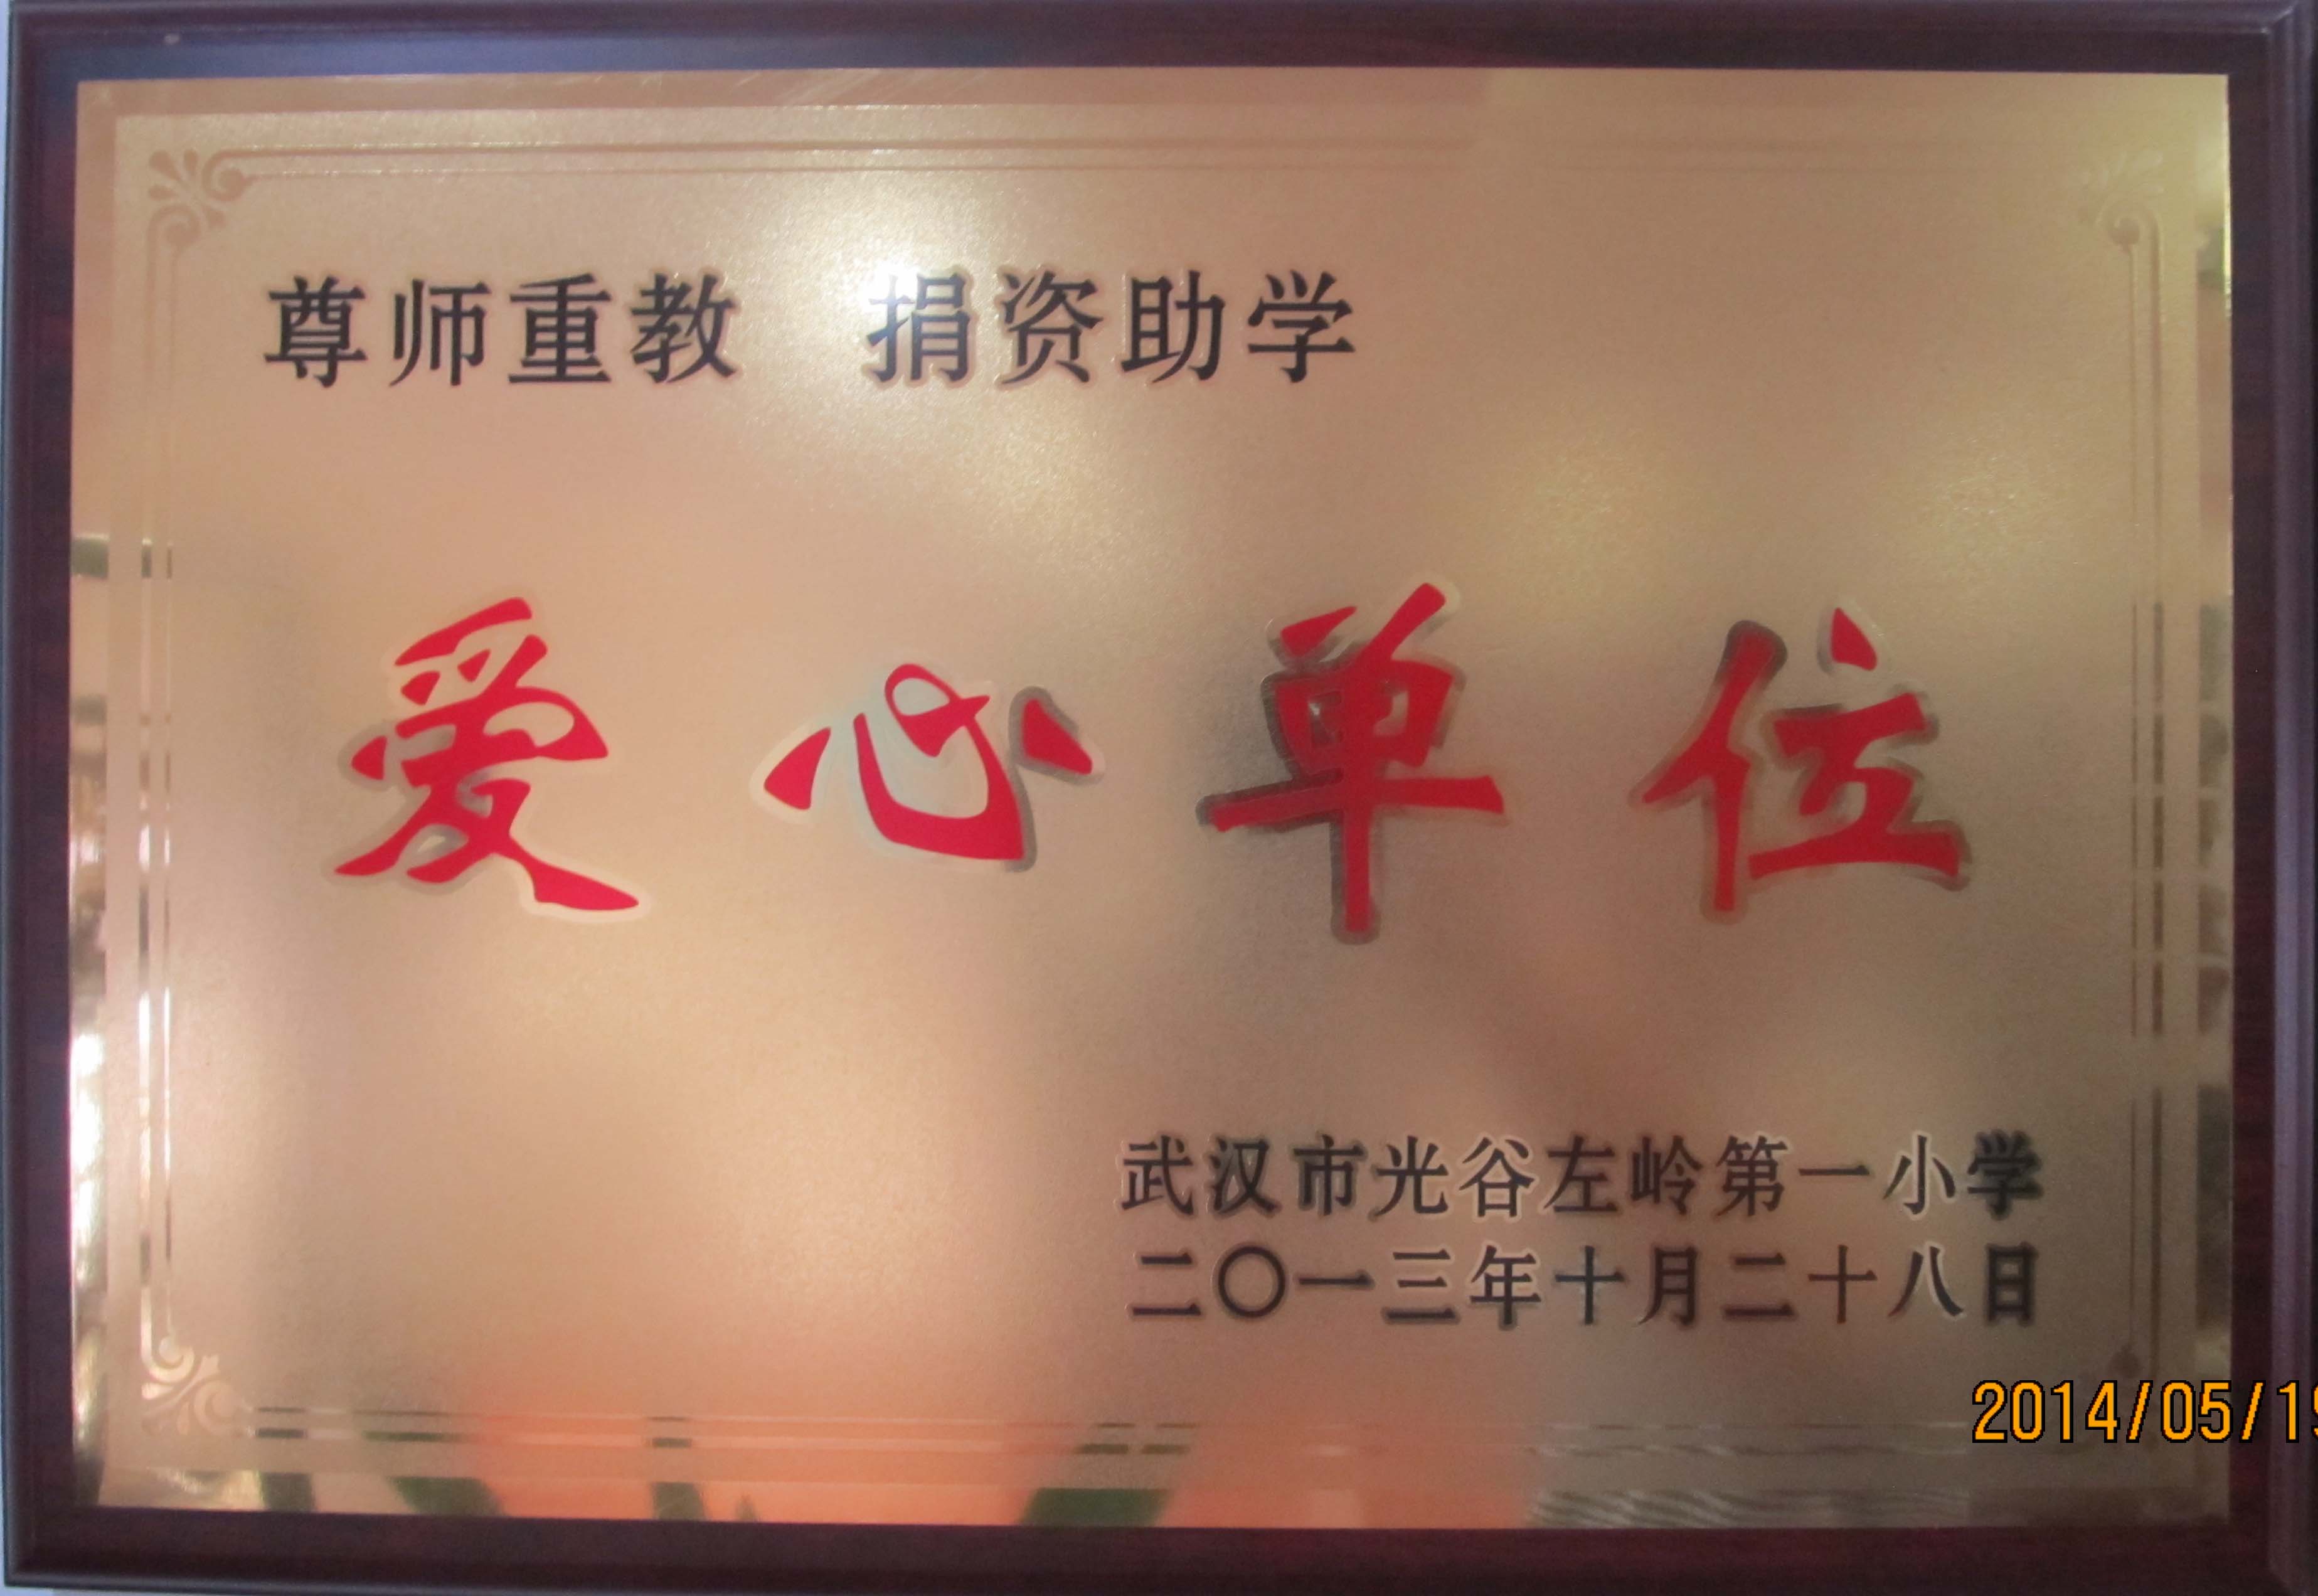 尊师重教 捐资助学
爱心单位
武汉市光谷左岭第一小学
二〇一三年十月二十八日
2014/05/19